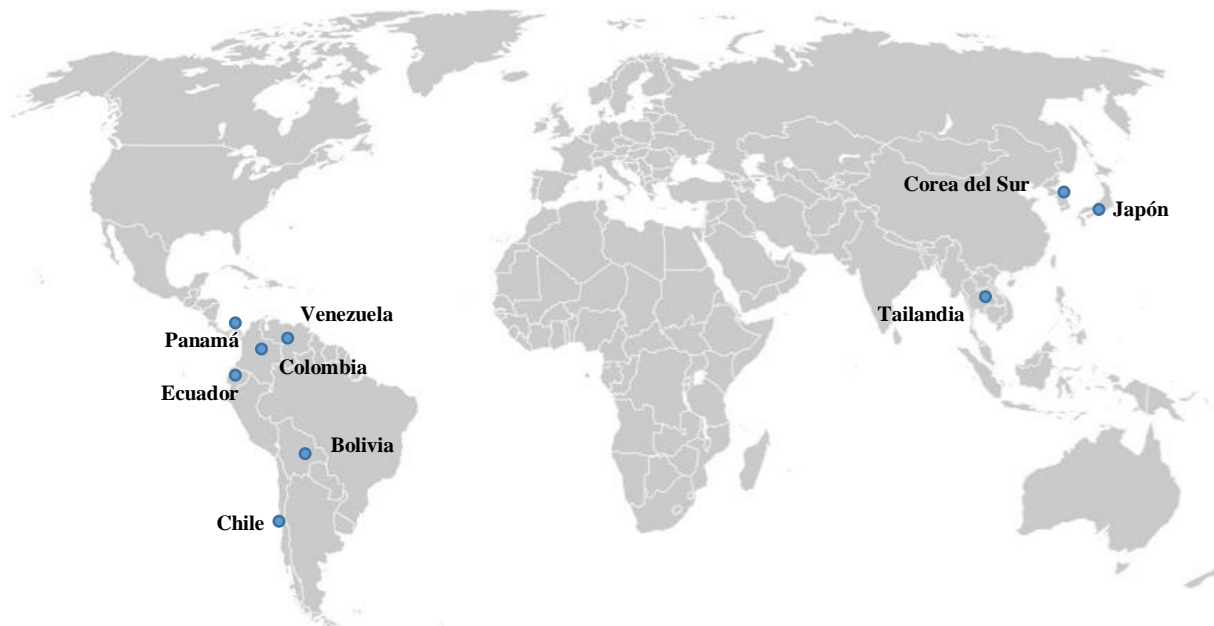 Corea del Sur
Japón
Tailandia
Venezuela
Panamá
Colombia
Ecuador
Bolivia
Chile